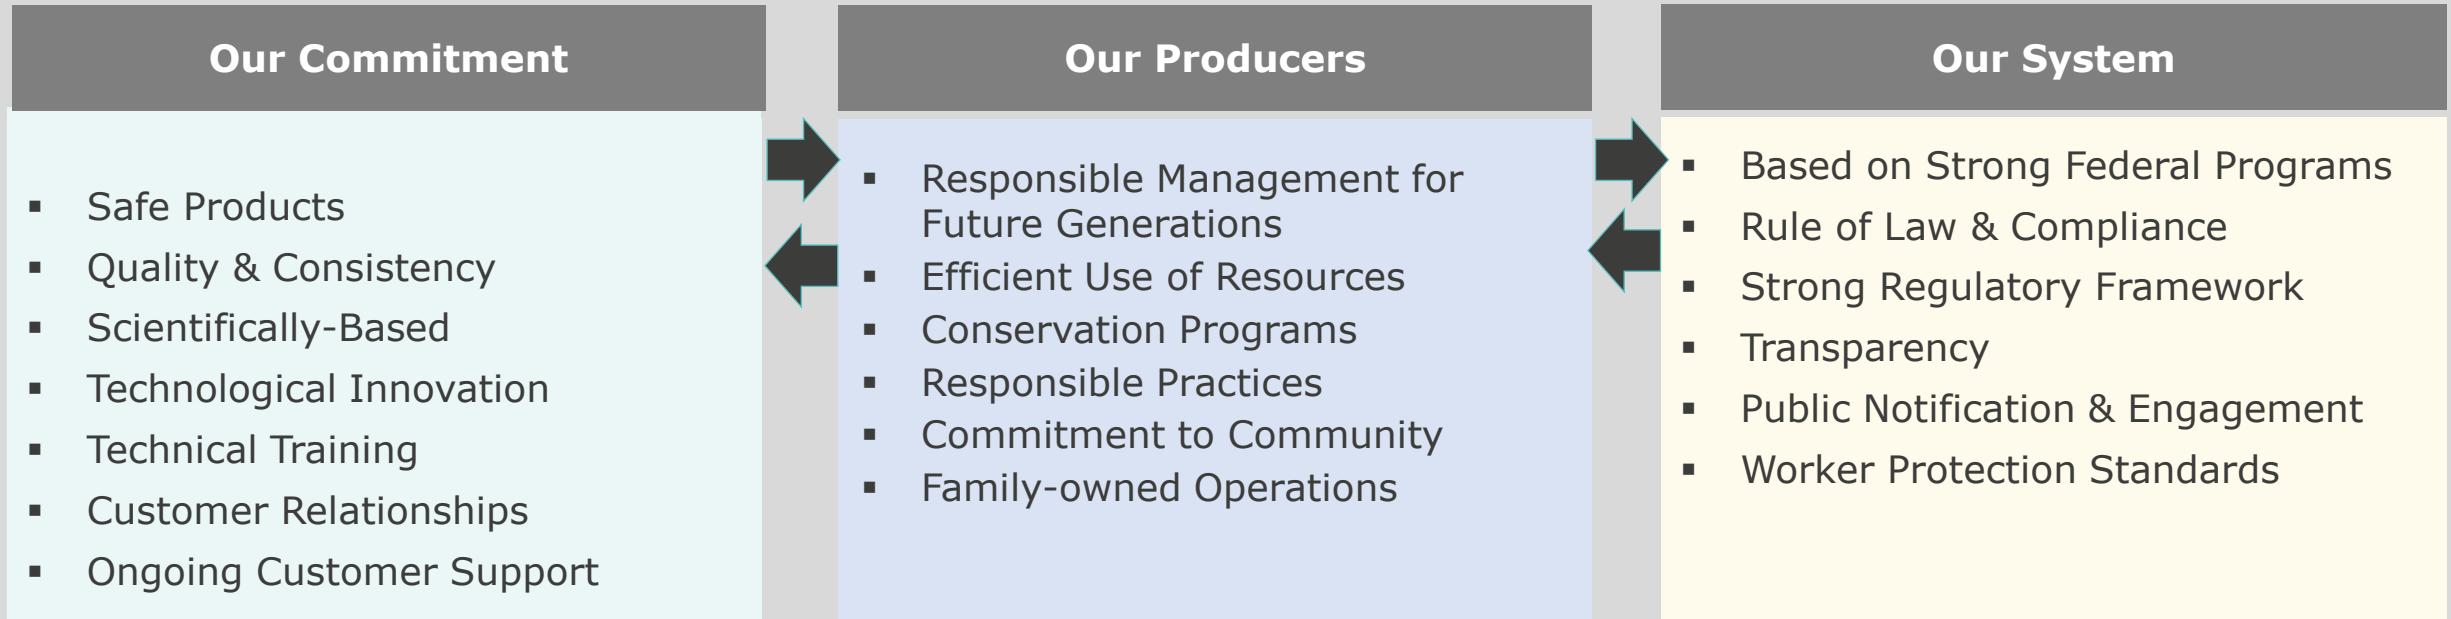 Our Commitment
▪ Safe Products
▪ Quality & Consistency
▪ Scientifically-Based
▪ Technological Innovation
▪ Technical Training
▪ Customer Relationships
▪ Ongoing Customer Support
Our Producers
▪ Responsible Management for
Future Generations
▪ Efficient Use of Resources
▪ Conservation Programs
▪ Responsible Practices
▪ Commitment to Community
▪ Family-owned Operations
Our System
▪ Based on Strong Federal Programs
▪ Rule of Law & Compliance
▪ Strong Regulatory Framework
▪ Transparency
▪ Public Notification & Engagement
▪ Worker Protection Standards